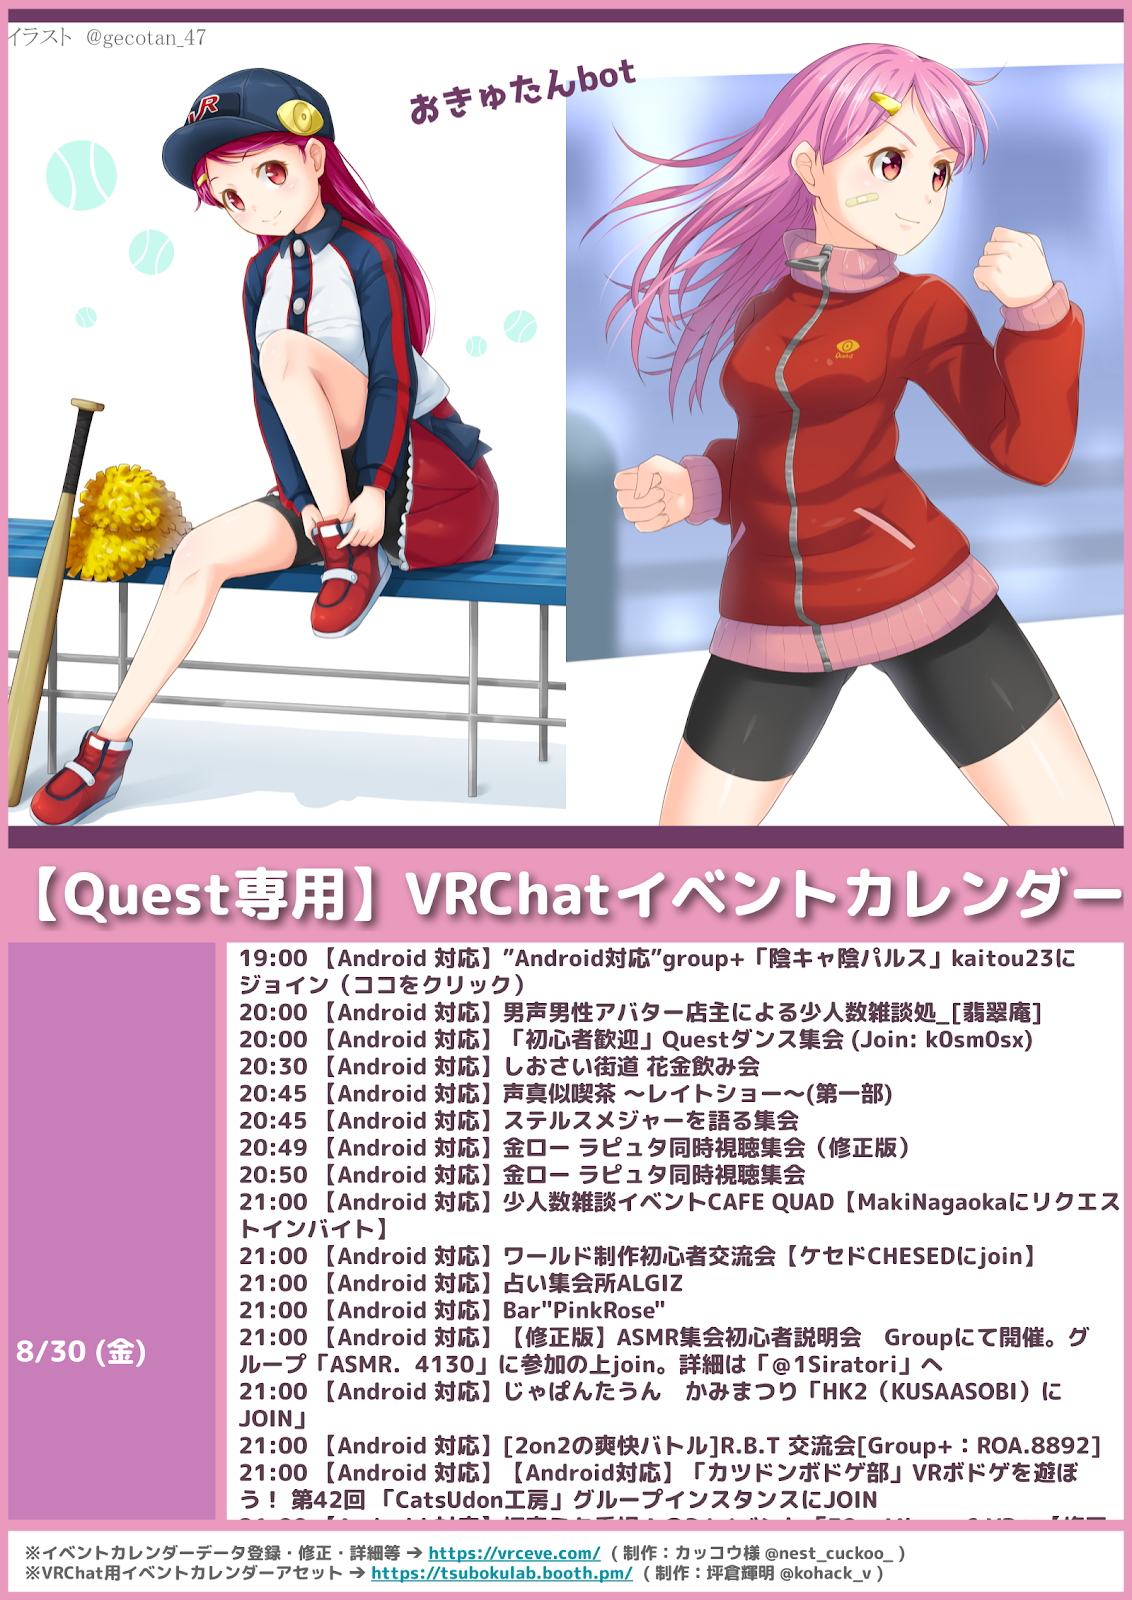 イラスト @gecotan_47
おきゅたんbot
VR
Quest
【Quest専用】VRChatイベントカレンダー
8/30 (金)
19:00 【Android 対応】”Android対応”group+「陰キャ陰パルス」kaitou23に
ジョイン（ココをクリック）
20:00 【Android 対応】男声男性アバター店主による少人数雑談処_[翡翠庵]
20:00 【Android 対応】「初心者歓迎」Questダンス集会 (Join: k0sm0sx)
20:30 【Android 対応】しおさい街道 花金飲み会
20:45 【Android 対応】声真似喫茶 ～レイトショー～(第一部)
20:45 【Android 対応】ステルスメジャーを語る集会
20:49 【Android 対応】金ロー ラピュタ同時視聴集会（修正版）
20:50 【Android 対応】金ロー ラピュタ同時視聴集会
21:00 【Android 対応】少人数雑談イベントCAFE QUAD【MakiNagaokaにリクエス
トインバイト】
21:00 【Android 対応】ワールド制作初心者交流会【ケセドCHESEDにjoin】
21:00 【Android 対応】占い集会所ALGIZ
21:00 【Android 対応】Bar"PinkRose"
21:00 【Android 対応】【修正版】ASMR集会初心者説明会　Groupにて開催。グ
ループ「ASMR．4130」に参加の上join。詳細は「@1Siratori」へ
21:00 【Android 対応】じゃぱんたうん　かみまつり「HK2（KUSAASOBI）に
JOIN」
21:00 【Android 対応】[2on2の爽快バトル]R.B.T 交流会[Group+：ROA.8892]
21:00 【Android 対応】【Android対応】「カツドンボドゲ部」VRボドゲを遊ぼ
う！ 第42回 「CatsUdon工房」グループインスタンスにJOIN
※イベントカレンダーデータ登録・修正・詳細等 ➔ https://vrceve.com/ （制作：カッコウ様 @nest_cuckoo_ ）
※VRChat用イベントカレンダーアセット ➔ https://tsubokulab.booth.pm/ （制作：坪倉輝明 @kohack_v ）